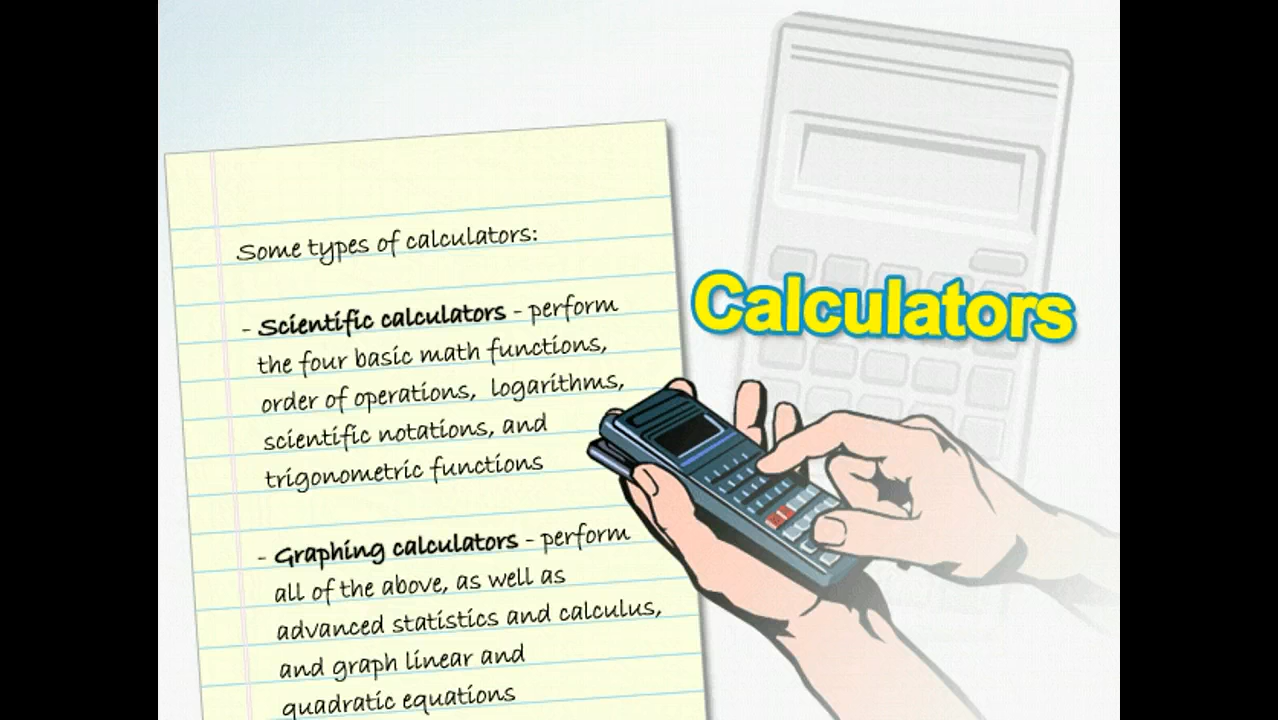 Some types of calculators:
- Scientific calculators - perform
the four basic math functions,
order of operations, logarithms,
scientific notations, and
trigonometric functions
- Graphing calculators - perform
all of the above, as well as
advanced statistics and calculus,
and graph linear and
quadratic equations
Calculators